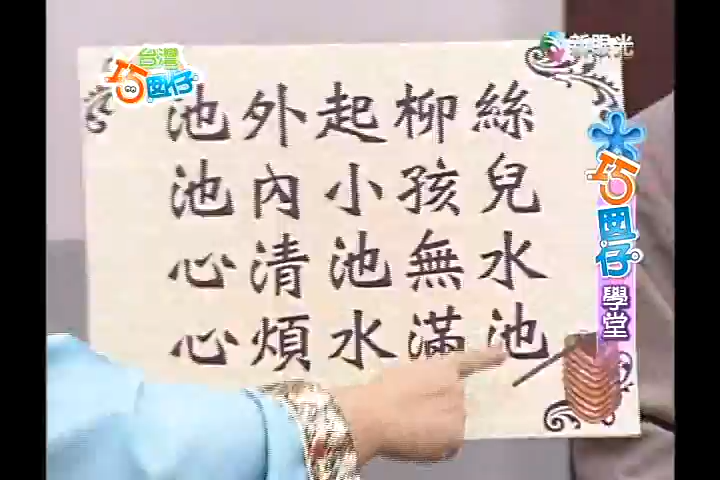 台灣
巧囡仔
新眼光
池外起柳絲
池內小孩兒
心清池無水
心煩水滿池
巧囡仔
學堂